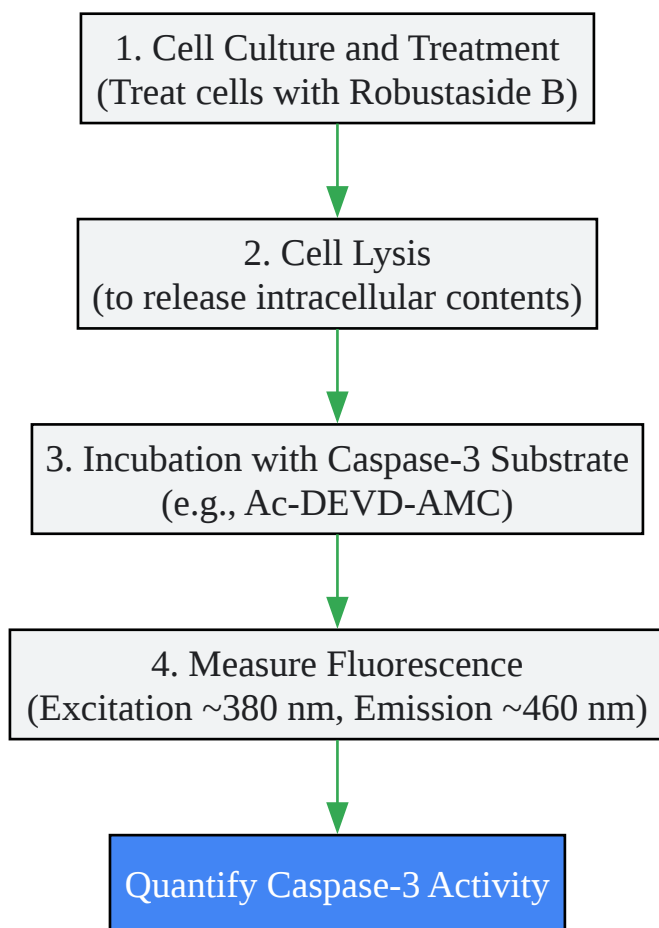 1. Cell Culture and Treatment
(Treat cells with Robustaside B)
2. Cell Lysis
(to release intracellular contents)
3. Incubation with Caspase-3 Substrate
(e.g., Ac-DEVD-AMC)
4. Measure Fluorescence
(Excitation ~380 nm, Emission ~460 nm)
Quantify Caspase-3 Activity